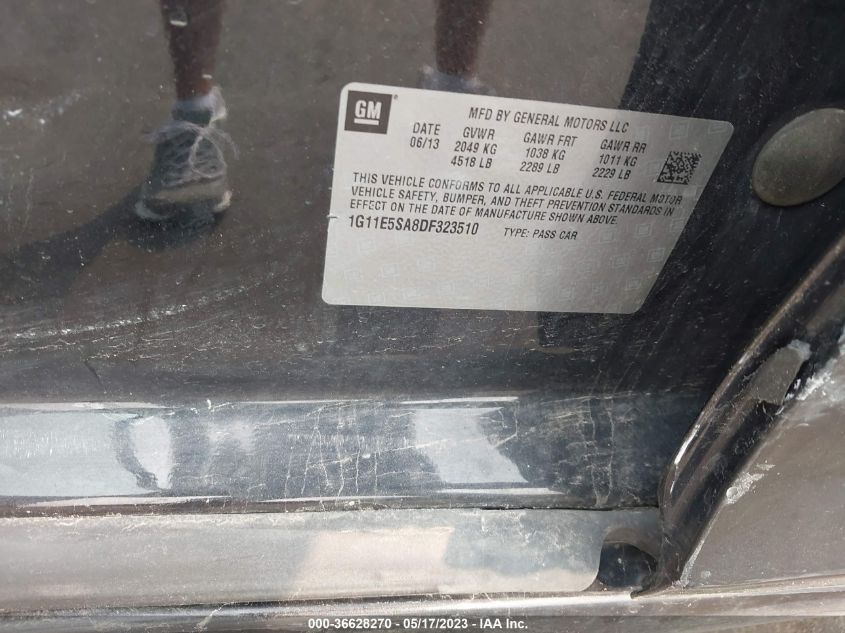 GM
MFD BY GENERAL MOTORS LLC
DATE GVWR GAWR FRT GAWR RR
06/13 2049 KG 1038 KG 1011 KG
4518 LB 2289 LB 2229 LB
THIS VEHICLE CONFORMS TO ALL APPLICABLE U.S. FEDERAL MOTOR
VEHICLE SAFETY, BUMPER, AND THEFT PREVENTION STANDARDS IN
EFFECT ON THE DATE OF MANUFACTURE SHOWN ABOVE.
1G11E5SA8DF323510 TYPE: PASS CAR
000-36628270 - 05/17/2023 - IAA Inc.